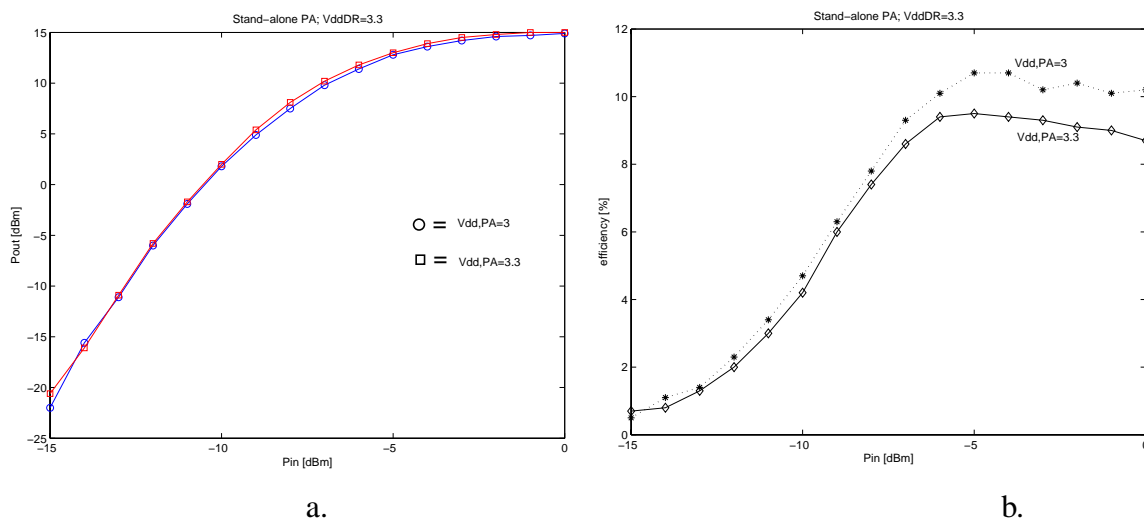 Stand−alone PA; VddDR=3.3
15
10
5
0
−5
−10
−15
−20
−25
Pout [dBm]
−15
−10
−5
0
Pin [dBm]
= Vdd,PA=3
= Vdd,PA=3.3
a.
Stand−alone PA; VddDR=3.3
12
10
8
6
4
2
0
efficiency [%]
−15
−10
−5
0
Pin [dBm]
Vdd,PA=3
Vdd,PA=3.3
b.